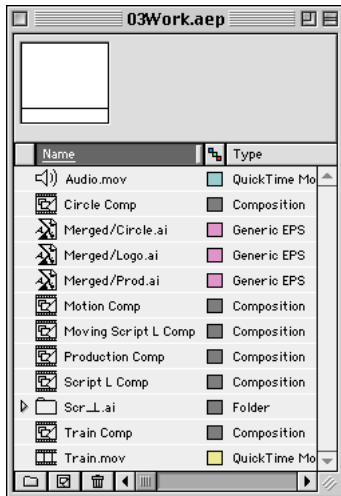 03Work.aep
Name Type
Audio.mov QuickTime Mo
Circle Comp Composition
Merged/Circle.ai Generic EPS
Merged/Logo.ai Generic EPS
Merged/Prod.ai Generic EPS
Motion Comp Composition
Moving Script L Comp Composition
Production Comp Composition
Script L Comp Composition
Scr_L.ai Folder
Train Comp Composition
Train.mov QuickTime Mo